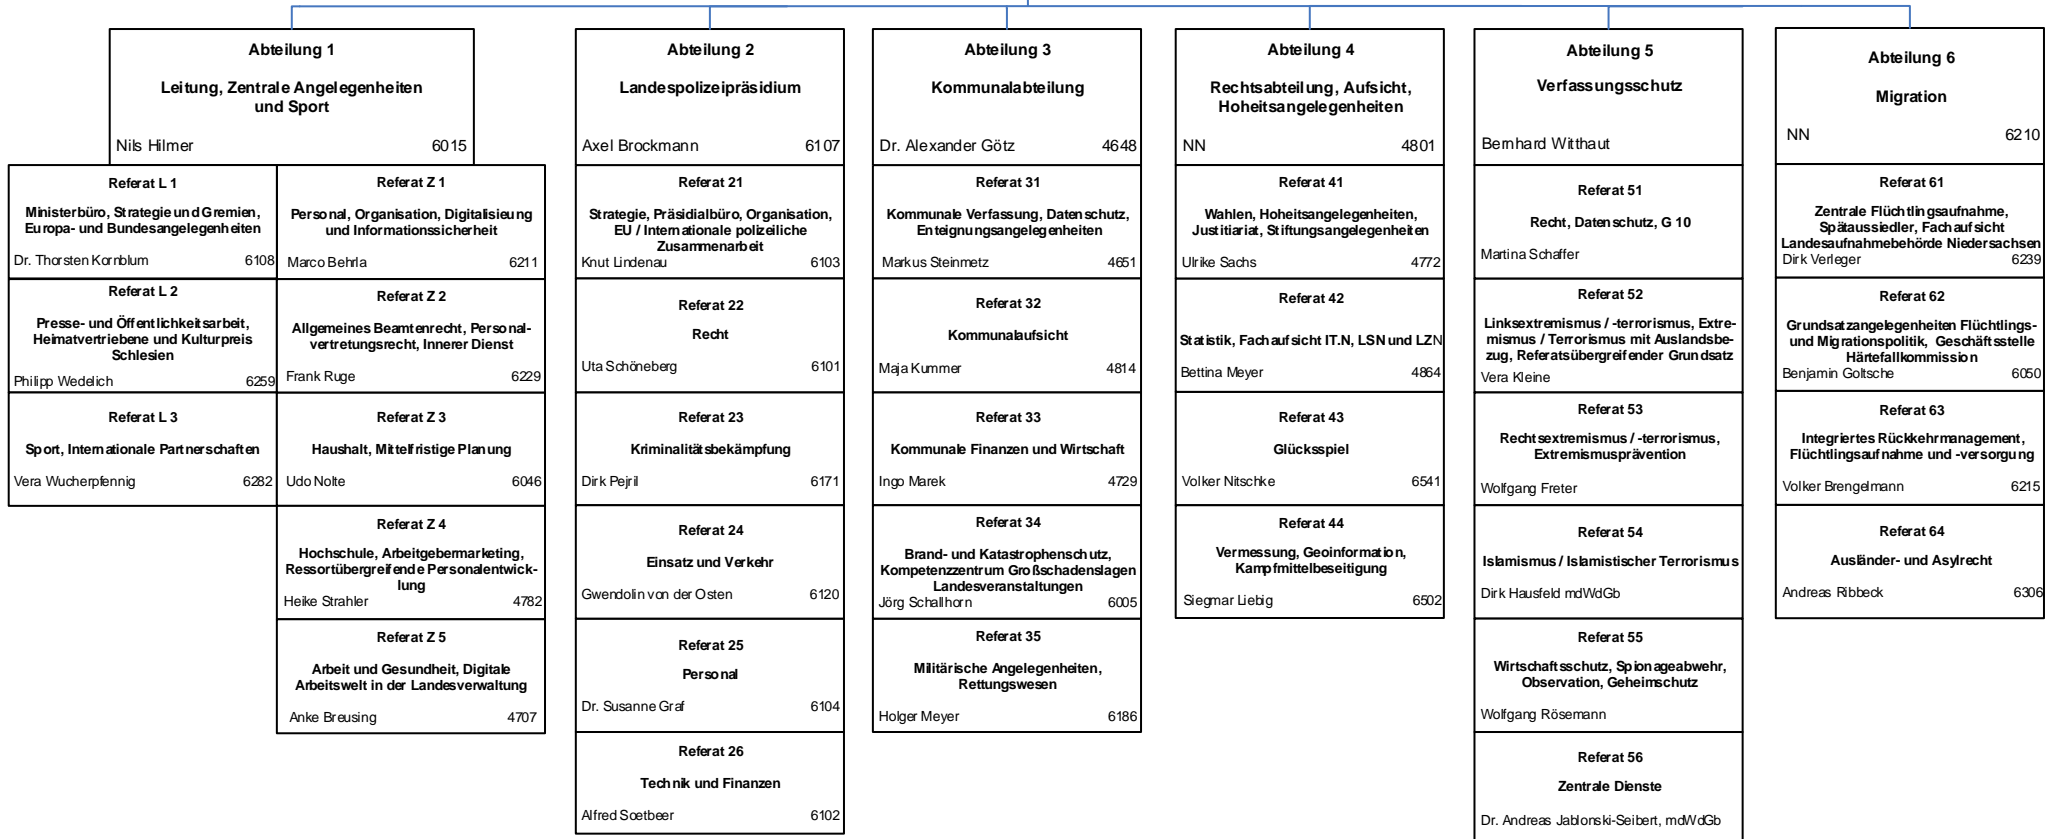 Abteilung 1
Leitung, Zentrale Angelegenheiten
und Sport
Nils Hilmer 6015
Referat L 1
Ministerbüro, Strategie und Gremien,
Europa- und Bundesangelegenheiten
Dr. Thorsten Kornblum 6108
Referat L 2
Presse- und Öffentlichkeitsarbeit,
Heimatvertriebene und Kulturpreis
Schlesien
Philipp Wedelich 6259
Referat L 3
Sport, Internationale Partnerschaften
Vera Wucherpfennig 6282
Referat Z 1
Personal, Organisation, Digitalisieung
und Informationssicherheit
Marco Behrla 6211
Referat Z 2
Allgemeines Beamtenrecht, Personal-
vertretungsrecht, Innerer Dienst
Frank Ruge 6229
Referat Z 3
Haushalt, Mittelfristige Planung
Udo Nolte 6046
Referat Z 4
Hochschule, Arbeitgebermarketing,
Ressortübergreifende Personalentwick-
lung
Heike Strahler 4782
Referat Z 5
Arbeit und Gesundheit, Digitale
Arbeitswelt in der Landesverwaltung
Anke Breusing 4707
Abteilung 2
Landespolizeipräsidium
Axel Brockmann 6107
Referat 21
Strategie, Präsidialbüro, Organisation,
EU / Internationale polizeiliche
Zusammenarbeit
Knut Lindenau 6103
Referat 22
Recht
Uta Schöneberg 6101
Referat 23
Kriminalitätsbekämpfung
Dirk Pejril 6171
Referat 24
Einsatz und Verkehr
Gwendolin von der Osten 6120
Referat 25
Personal
Dr. Susanne Graf 6104
Referat 26
Technik und Finanzen
Alfred Soetbeer 6102
Abteilung 3
Kommunalabteilung
Dr. Alexander Götz 4648
Referat 31
Kommunale Verfassung, Datenschutz,
Enteignungsangelegenheiten
Markus Steinmetz 4651
Referat 32
Kommunalaufsicht
Maja Kummer 4814
Referat 33
Kommunale Finanzen und Wirtschaft
Ingo Marek 4729
Referat 34
Brand- und Katastrophenschutz,
Kompetenzzentrum Großschadenslagen
Landesveranstaltungen
Jörg Schallhorn 6005
Referat 35
Militärische Angelegenheiten,
Rettungswesen
Holger Meyer 6186
Abteilung 4
Rechtsabteilung, Aufsicht,
Hoheitsangelegenheiten
NN 4801
Referat 41
Wahlen, Hoheitsangelegenheiten,
Justitiariat, Stiftungsangelegenheiten
Ulrike Sachs 4772
Referat 42
Statistik, Fachaufsicht IT.N, LSN und LZN
Bettina Meyer 4864
Referat 43
Glücksspiel
Volker Nitschke 6541
Referat 44
Vermessung, Geoinformation,
Kampfmittelbeseitigung
Siegmar Liebig 6502
Abteilung 5
Verfassungsschutz
Bernhard Witthaut
Referat 51
Recht, Datenschutz, G 10
Martina Schaffer
Referat 52
Linksextremismus / -terrorismus, Extre-
mismus / Terrorismus mit Auslandsbe-
zug, Referatsübergreifender Grundsatz
Vera Kleine
Referat 53
Rechtsextremismus / -terrorismus,
Extremismusprävention
Wolfgang Freter
Referat 54
Islamismus / Islamistischer Terrorismus
Dirk Hausfeld mdWdGb
Referat 55
Wirtschaftsschutz, Spionageabwehr,
Observation, Geheimschutz
Wolfgang Rösemann
Referat 56
Zentrale Dienste
Dr. Andreas Jablonski-Seibert, mdWdGb
Abteilung 6
Migration
NN 6210
Referat 61
Zentrale Flüchtlingsaufnahme,
Spätaussiedler, Fachaufsicht
Landesaufnahmebehörde Niedersachsen
Dirk Verleger 6239
Referat 62
Grundsatzangelegenheiten Flüchtlings-
und Migrationspolitik, Geschäftsstelle
Härtefallkommission
Benjamin Goltsche 6050
Referat 63
Integriertes Rückkehrmanagement,
Flüchtlingsaufnahme und -versorgung
Volker Brengelmann 6215
Referat 64
Ausländer- und Asylrecht
Andreas Ribbeck 6306